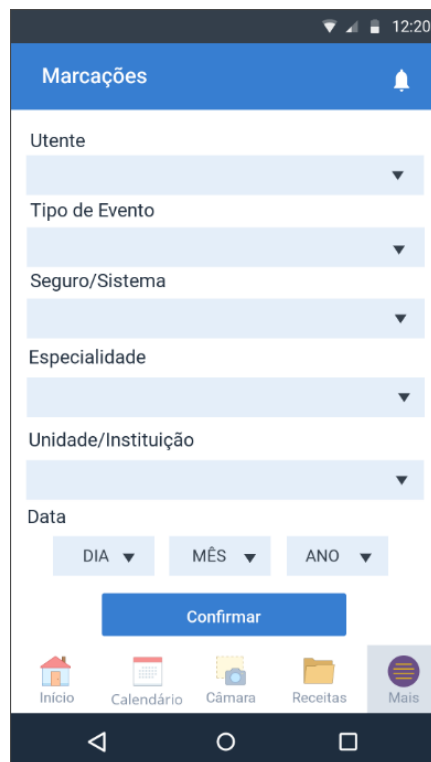 12:20
Marcações
Utente
Tipo de Evento
Seguro/Sistema
Especialidade
Unidade/Instituição
Data
DIA MÊS ANO
Confirmar
Início Calendário Câmara Receitas Mais